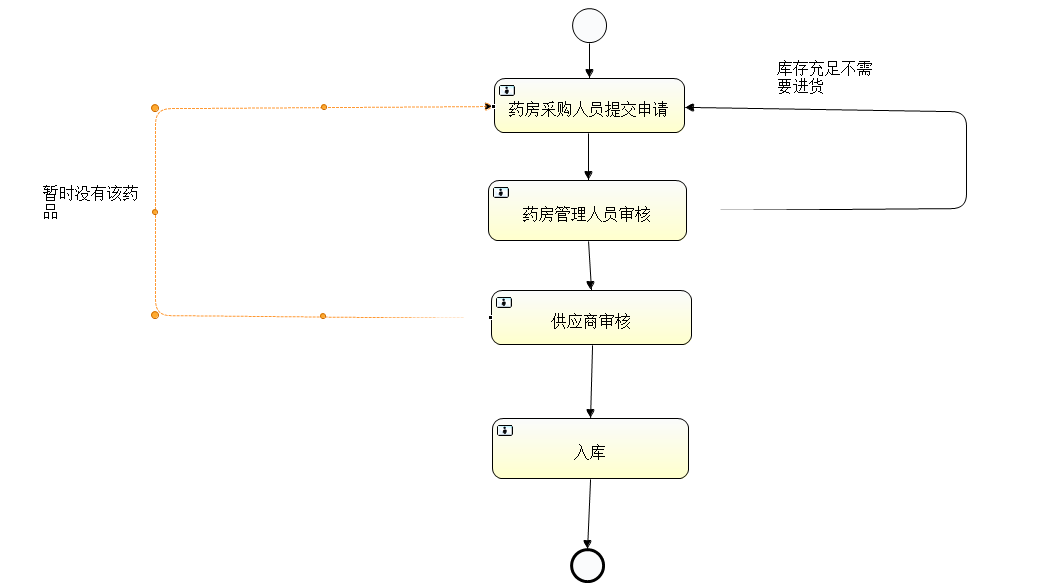 库存充足不需
要进货
药房采购人员提交申请
暂时没有该药
品
药房管理人员审核
供应商审核
入库